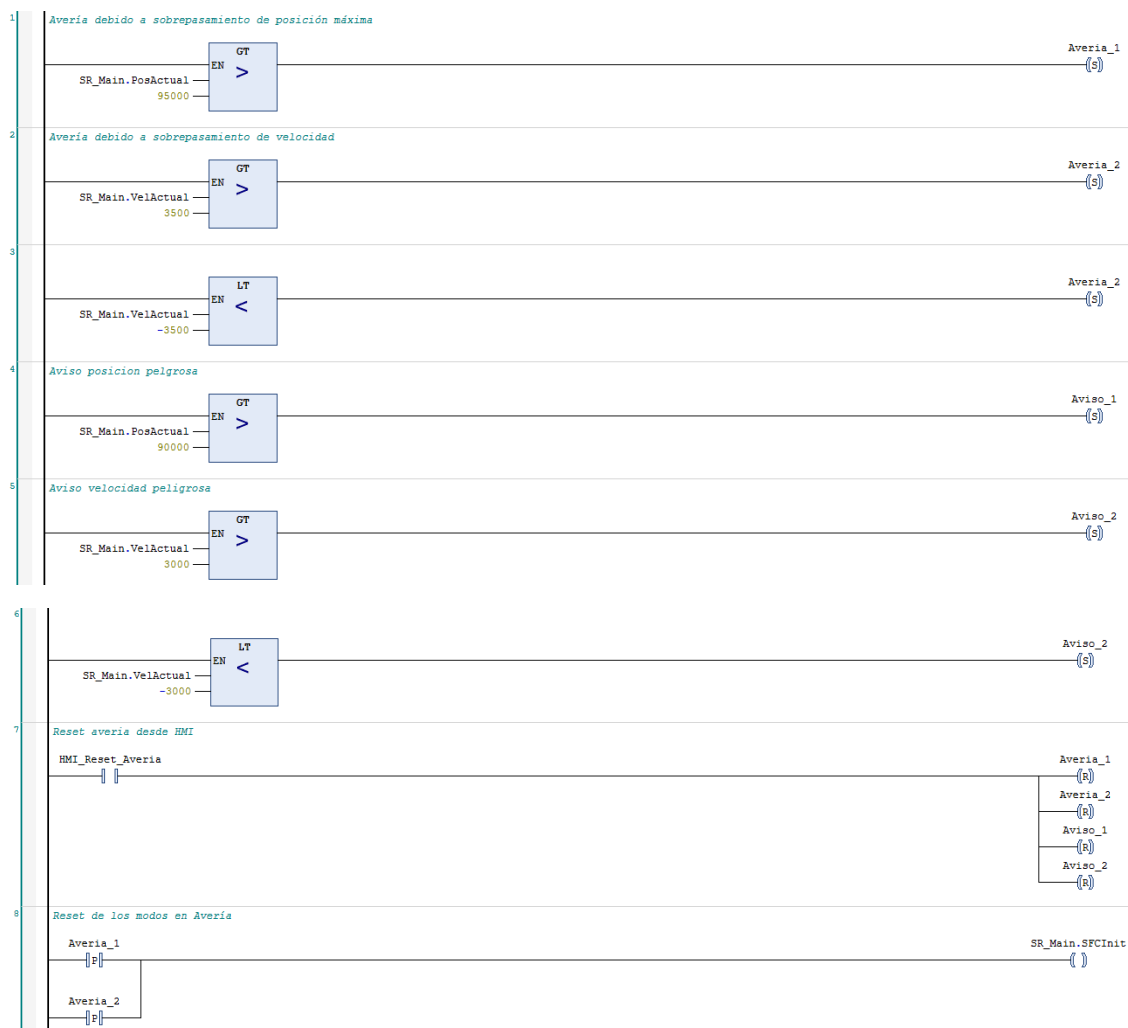 1 Avería debido a sobrepasamiento de posición máxima
GT
Averia_1
EN > (S)
SR_Main.PosActual
95000
2 Avería debido a sobrepasamiento de velocidad
GT
Averia_2
EN > (S)
SR_Main.VelActual
3500
3
LT
Averia_2
EN < (S)
SR_Main.VelActual
-3500
4 Aviso posicion pelgrosa
GT
Aviso_1
EN > (S)
SR_Main.PosActual
90000
5 Aviso velocidad peligrosa
GT
Aviso_2
EN > (S)
SR_Main.VelActual
3000
6
LT
Aviso_2
EN < (S)
SR_Main.VelActual
-3000
7 Reset averia desde HMI
HMI_Reset_Averia
Averia_1
(R)
Averia_2
(R)
Aviso_1
(R)
Aviso_2
(R)
8 Reset de los modos en Avería
Averia_1
SR_Main.SFCInit
P
Averia_2
P